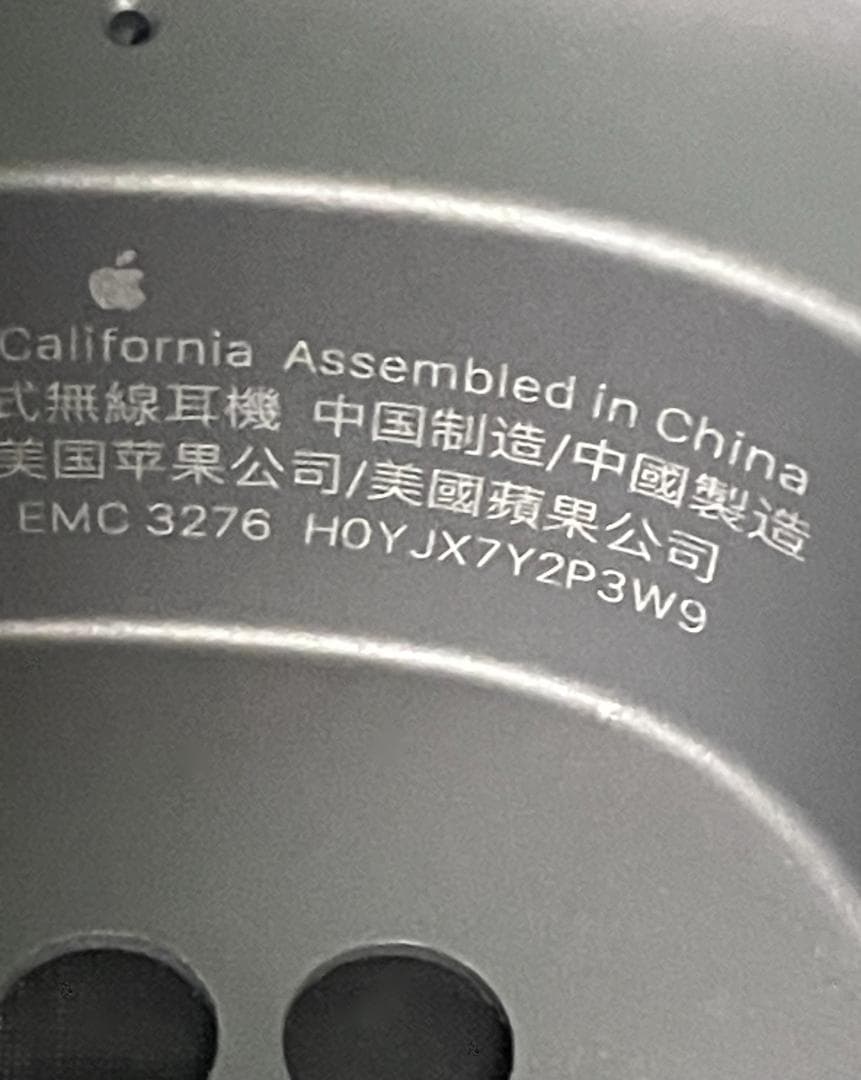 California Assembled in China
式無線耳機 中国制造/中國製造
美国苹果公司/美國蘋果公司
EMC 3276 H0YJX7Y2P3W9